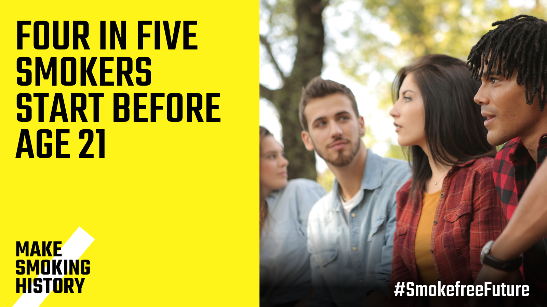 FOUR IN FIVE
SMOKERS
START BEFORE
AGE 21
MAKE
SMOKING
HISTORY
#SmokefreeFuture